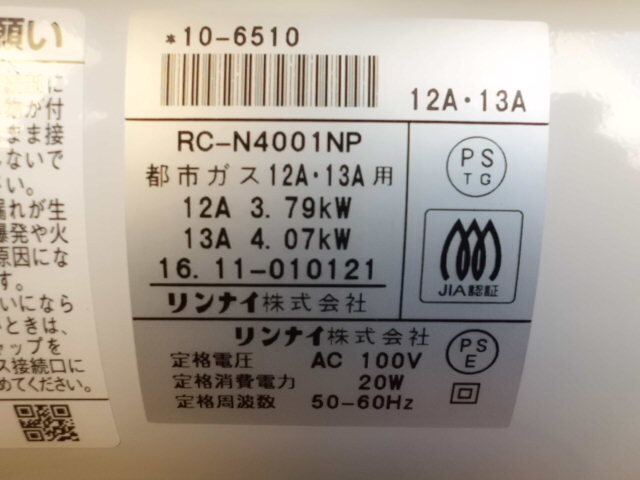 願い
に
が付
まま接
ないで
さい。
漏れが生
爆発や火
原因にな
す。
いになら
ときは、
ャップを
ス接続口に
めてください。
*10-6510
12A・13A
RC-N4001NP
都市ガス12A・13A用
12A 3.79kW
13A 4.07kW
16.11-010121
リンナイ株式会社
PS
TG
JIA認証
リンナイ株式会社
定格電圧 AC 100V
定格消費電力 20W
定格周波数 50-60Hz
PS
E